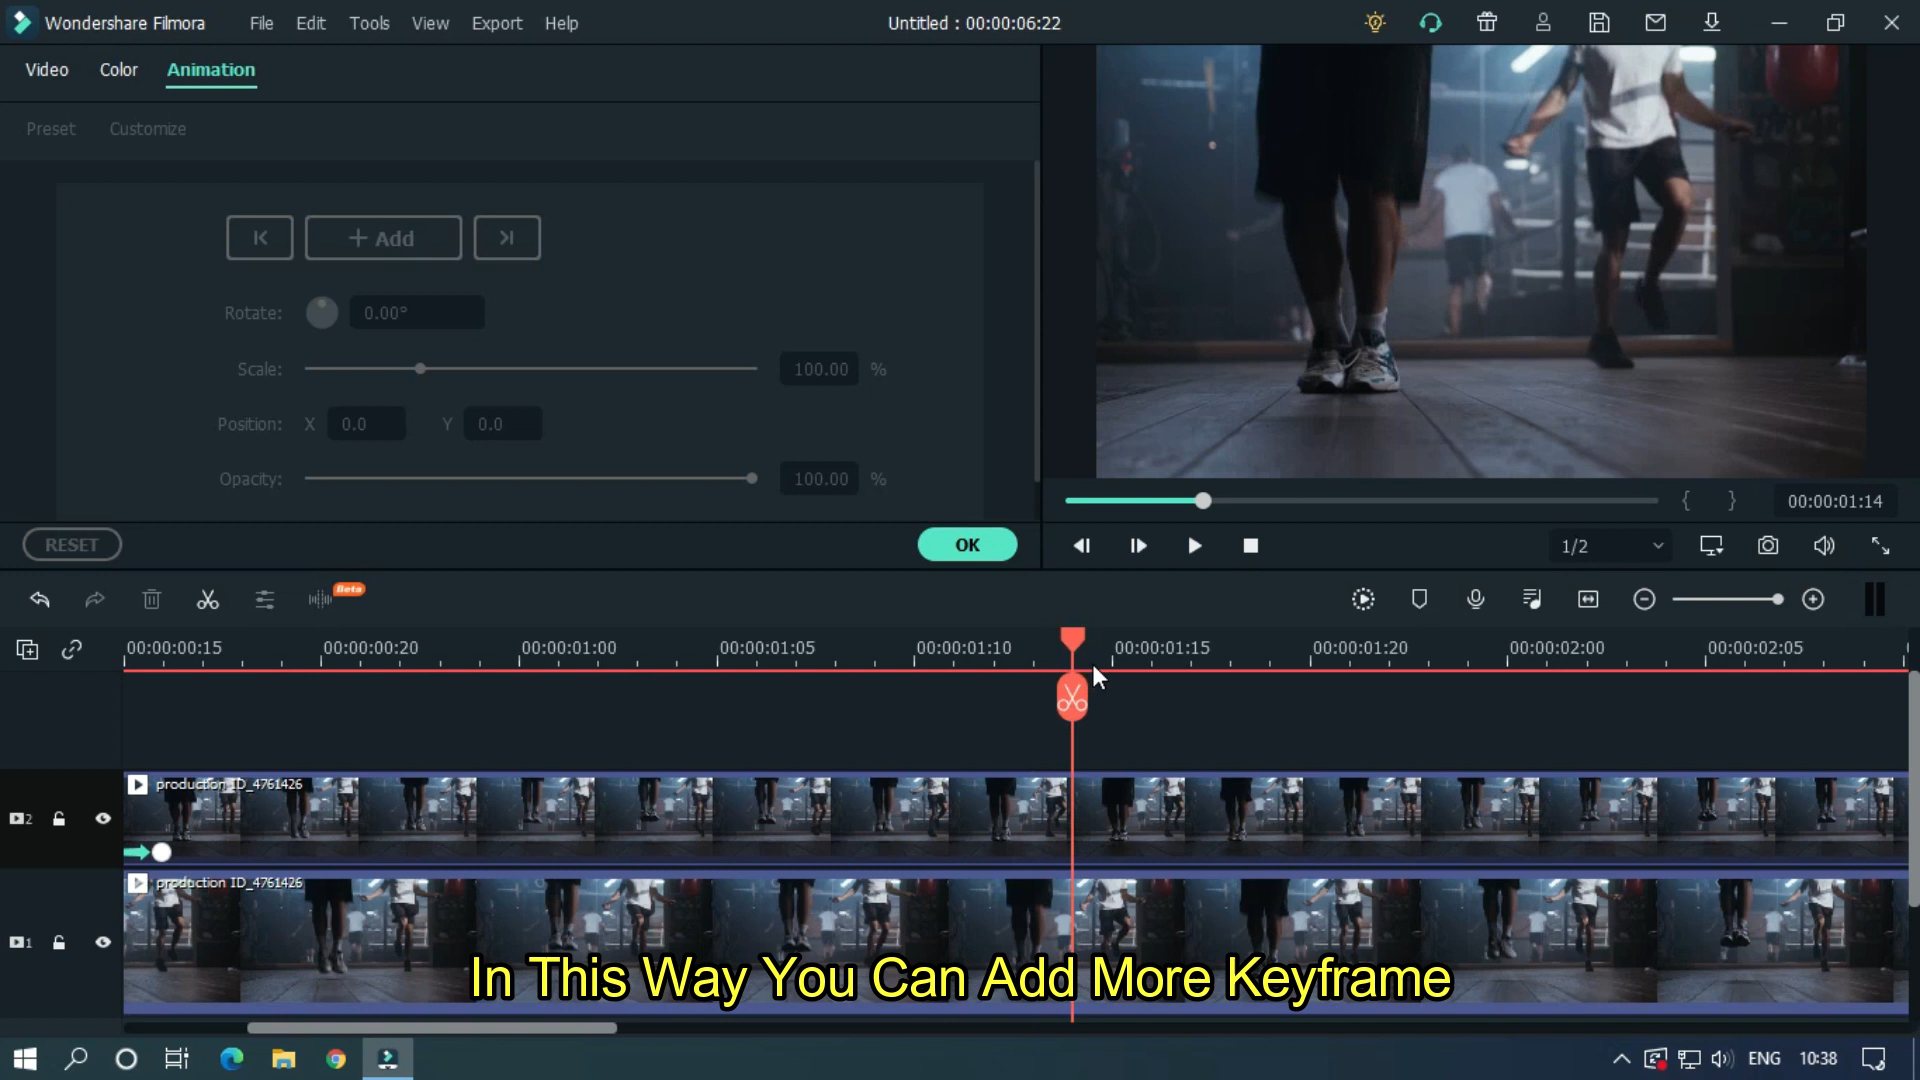 Wondershare Filmora File Edit Tools View Export Help Untitled : 00:00:06:22
Video Color Animation
Preset Customize
+ Add
Rotate: 0.00°
Scale: 100.00 %
Position: X 0.0 Y 0.0
Opacity: 100.00 %
{ } 00:00:01:14
RESET OK 1/2
Beta
00:00:00:15 00:00:00:20 00:00:01:00 00:00:01:05 00:00:01:10 00:00:01:15 00:00:01:20 00:00:02:00 00:00:02:05
production ID_4761426
2
production ID_4761426
1
In This Way You Can Add More Keyframe
ENG 10:38